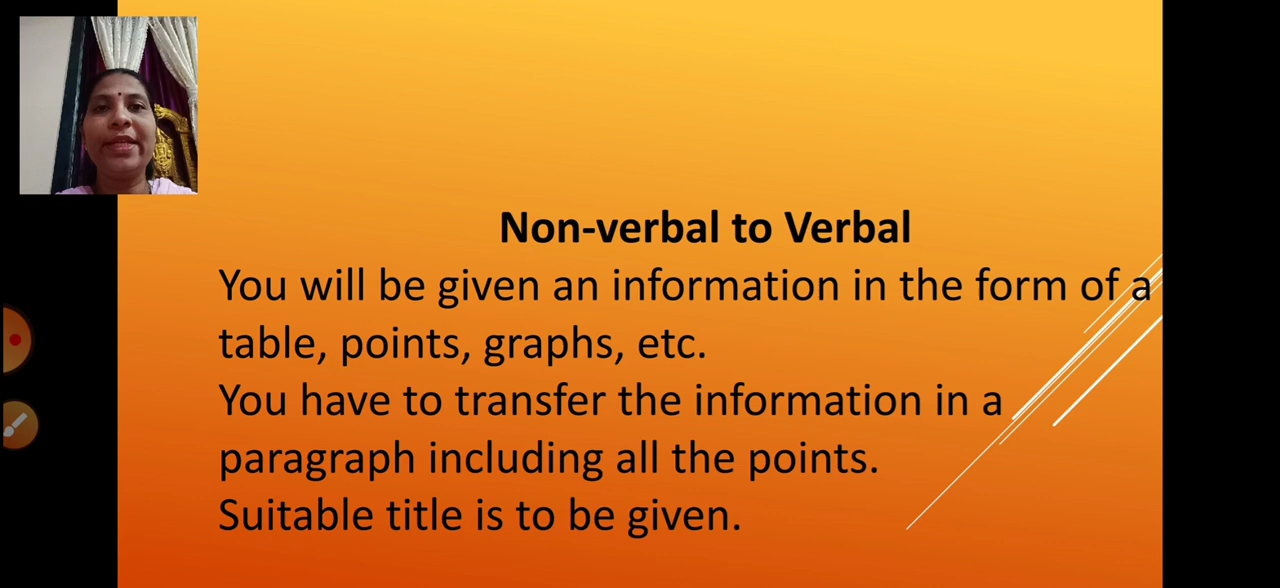 Non-verbal to Verbal
You will be given an information in the form of a
table, points, graphs, etc.
You have to transfer the information in a
paragraph including all the points.
Suitable title is to be given.